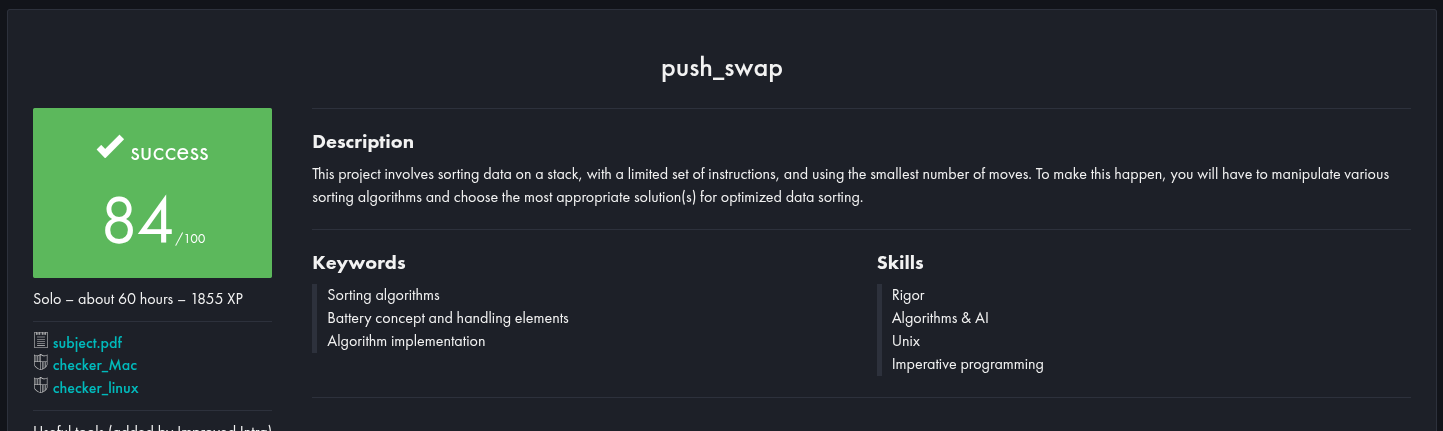 push_swap
success
84/100
Solo – about 60 hours – 1855 XP
subject.pdf
checker_Mac
checker_linux
Useful tools (added by Improved Intra)
Description
This project involves sorting data on a stack, with a limited set of instructions, and using the smallest number of moves. To make this happen, you will have to manipulate various
sorting algorithms and choose the most appropriate solution(s) for optimized data sorting.
Keywords
Sorting algorithms
Battery concept and handling elements
Algorithm implementation
Skills
Rigor
Algorithms & AI
Unix
Imperative programming